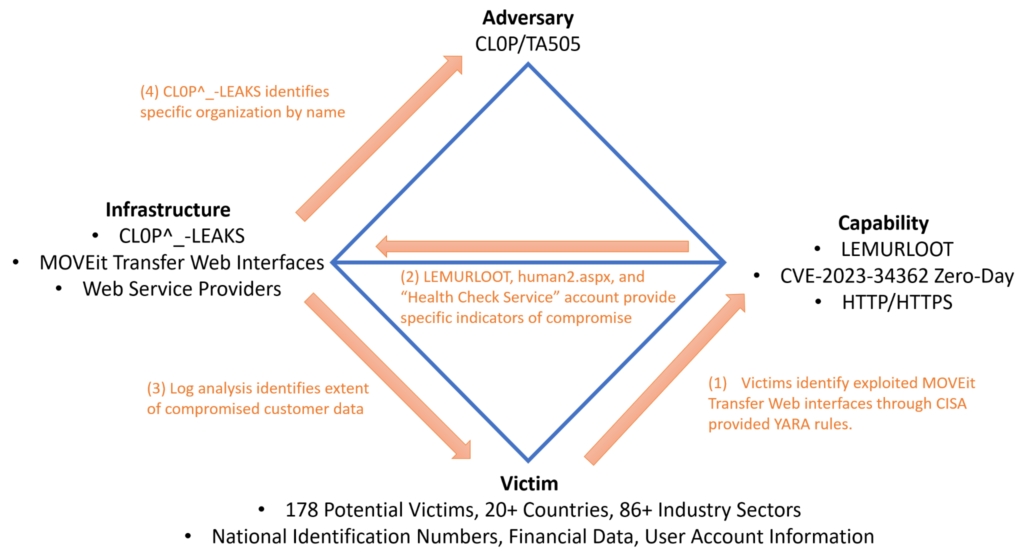 Adversary
CL0P/TA505
(4) CL0P^_-LEAKS identifies
specific organization by name
Infrastructure
• CL0P^_-LEAKS
• MOVEit Transfer Web Interfaces
• Web Service Providers
Capability
• LEMURLOOT
• CVE-2023-34362 Zero-Day
• HTTP/HTTPS
(2) LEMURLOOT, human2.aspx, and
“Health Check Service” account provide
specific indicators of compromise
(3) Log analysis identifies extent
of compromised customer data
(1) Victims identify exploited MOVEit
Transfer Web interfaces through CISA
provided YARA rules.
Victim
• 178 Potential Victims, 20+ Countries, 86+ Industry Sectors
• National Identification Numbers, Financial Data, User Account Information